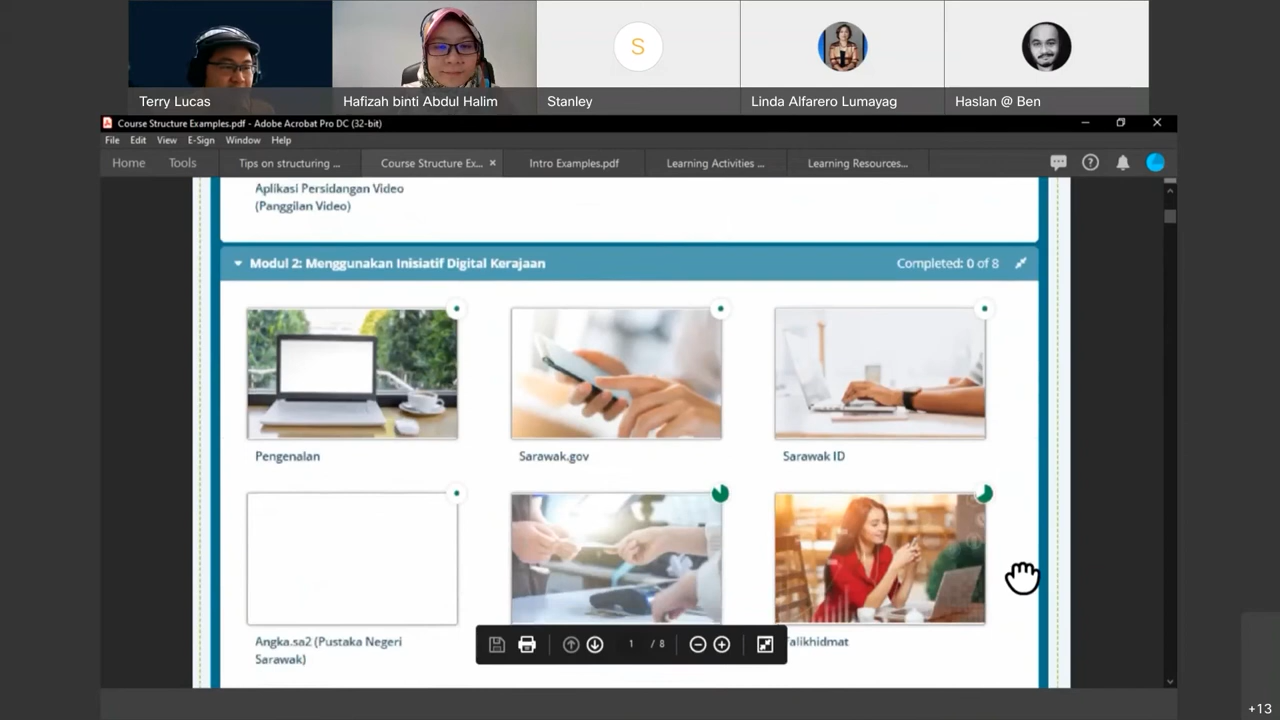 S
Terry Lucas
Hafizah binti Abdul Halim
Stanley
Linda Alfarero Lumayag
Haslan @ Ben
Course Structure Examples.pdf - Adobe Acrobat Pro DC (32-bit)
File Edit View E-Sign Window Help
Home Tools Tips on structuring ... Course Structure Ex... × Intro Examples.pdf Learning Activities ... Learning Resources...
Aplikasi Persidangan Video
(Panggilan Video)
Modul 2: Menggunakan Inisiatif Digital Kerajaan Completed: 0 of 8
Pengenalan
Sarawak.gov
Sarawak ID
Angka.sa2 (Pustaka Negeri
Sarawak)
Talikhidmat
1 / 8
+13